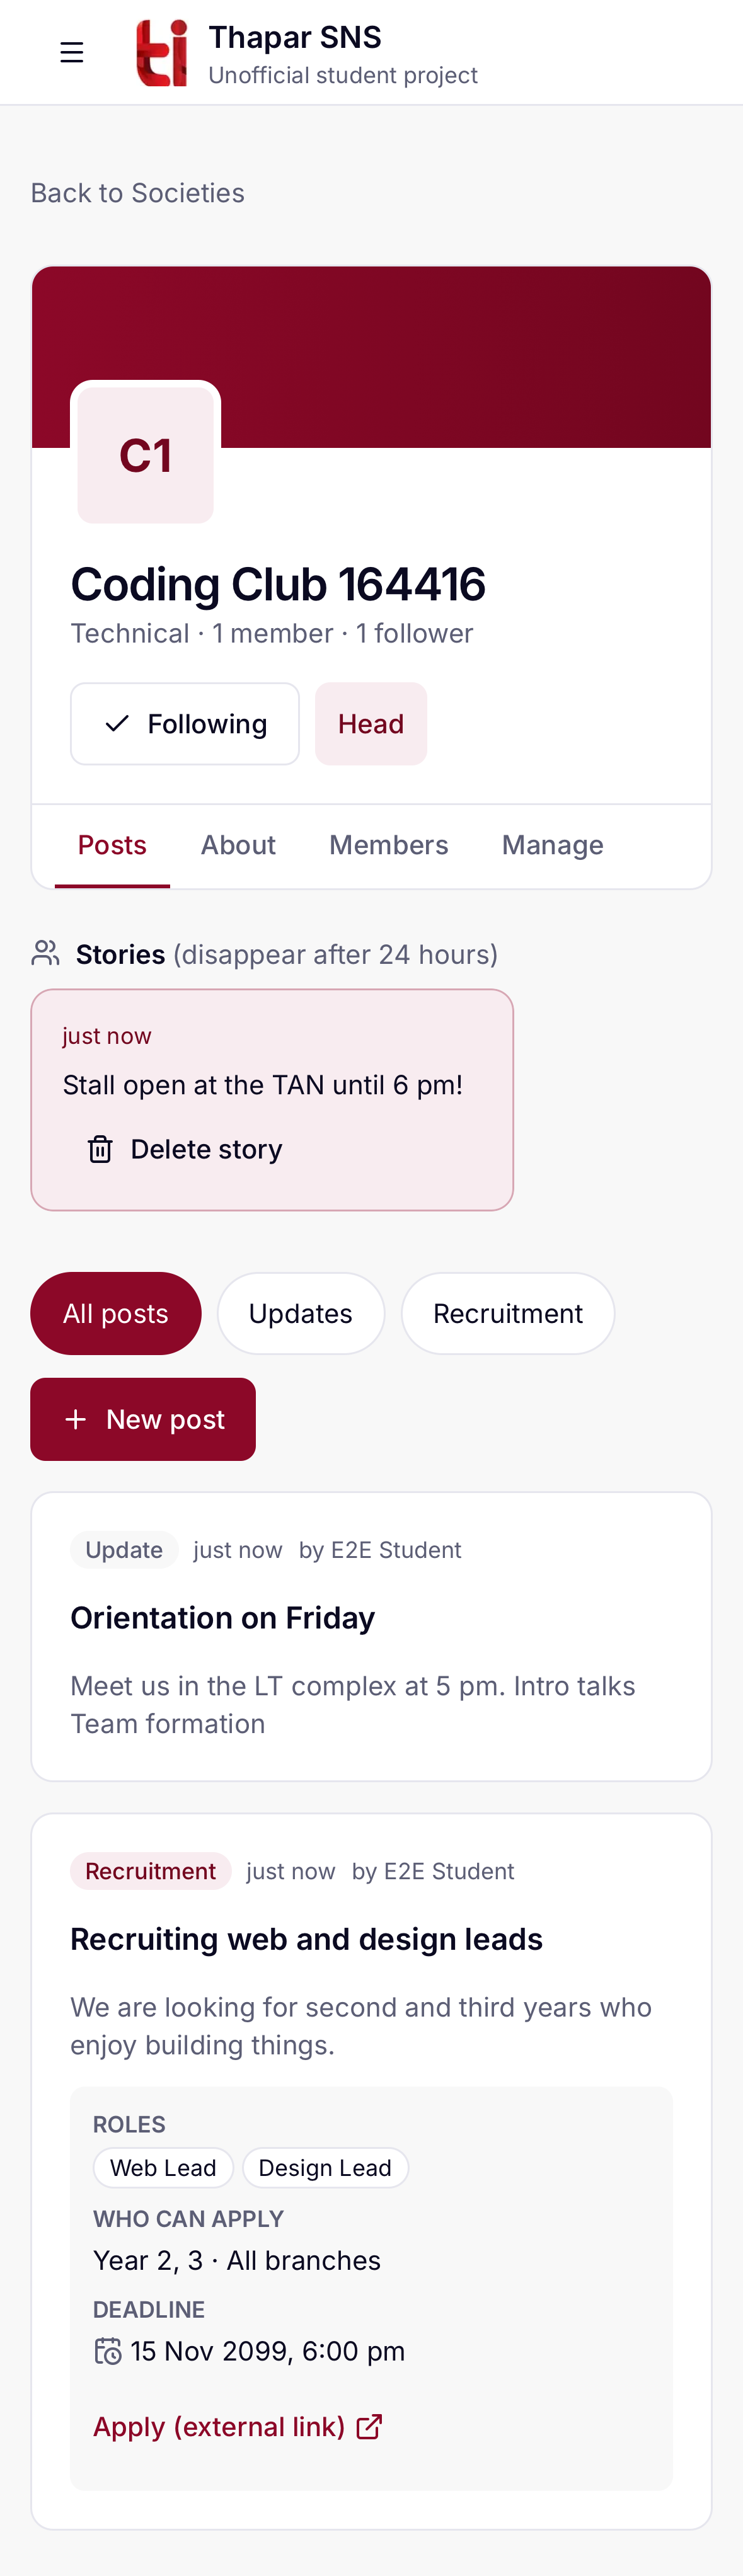 ti
Thapar SNS
Unofficial student project
Back to Societies
C1
Coding Club 164416
Technical · 1 member · 1 follower
Following
Head
Posts
About
Members
Manage
Stories (disappear after 24 hours)
just now
Stall open at the TAN until 6 pm!
Delete story
All posts
Updates
Recruitment
New post
Update just now by E2E Student
Orientation on Friday
Meet us in the LT complex at 5 pm. Intro talks
Team formation
Recruitment just now by E2E Student
Recruiting web and design leads
We are looking for second and third years who
enjoy building things.
ROLES
Web Lead
Design Lead
WHO CAN APPLY
Year 2, 3 · All branches
DEADLINE
15 Nov 2099, 6:00 pm
Apply (external link)